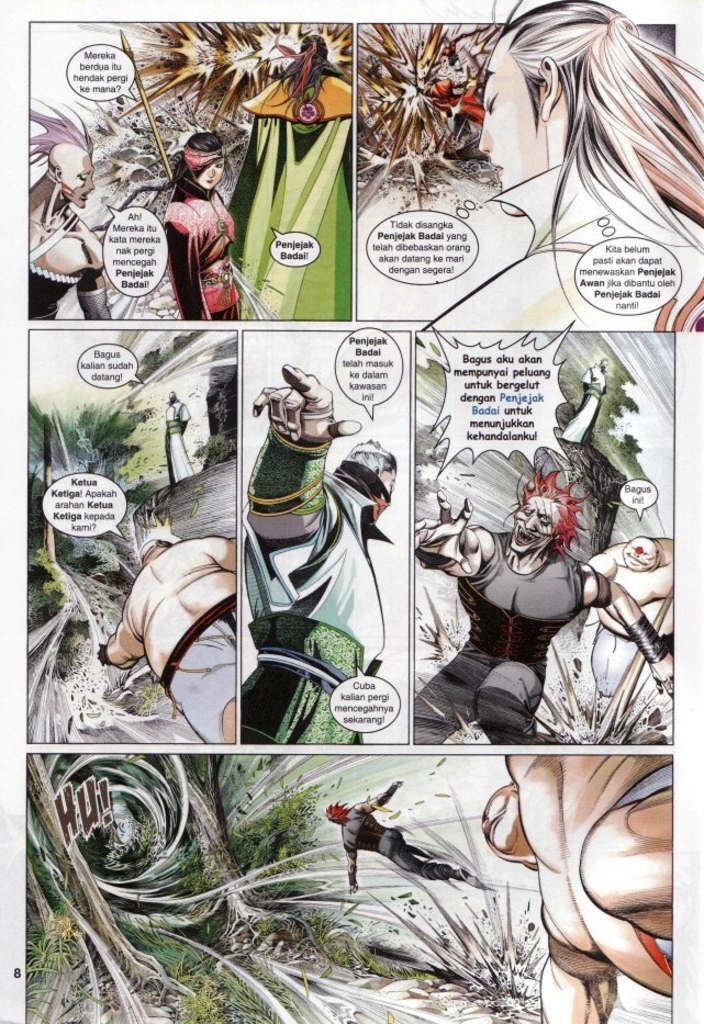 Mereka
berdua itu
hendak pergi
ke mana?
Ah!
Mereka itu
kata mereka
nak pergi
mencegah
Penjejak
Badai!
Penjejak
Badai!
Tidak disangka
Penjejak Badai yang
telah dibebaskan orang
akan datang ke mari
dengan segera!
Kita belum
pasti akan dapat
menewaskan Penjejak
Awan jika dibantu oleh
Penjejak Badai
nanti!
Bagus
kalian sudah
datang!
Ketua
Ketiga! Apakah
arahan Ketua
Ketiga kepada
kami?
Penjejak
Badai
telah masuk
ke dalam
kawasan
ini!
Cuba
kalian pergi
mencegahnya
sekarang!
Bagus aku akan
mempunyai peluang
untuk bergelut
dengan Penjejak
Badai untuk
menunjukkan
kehandalanku!
Bagus
ini!
HU!!
8